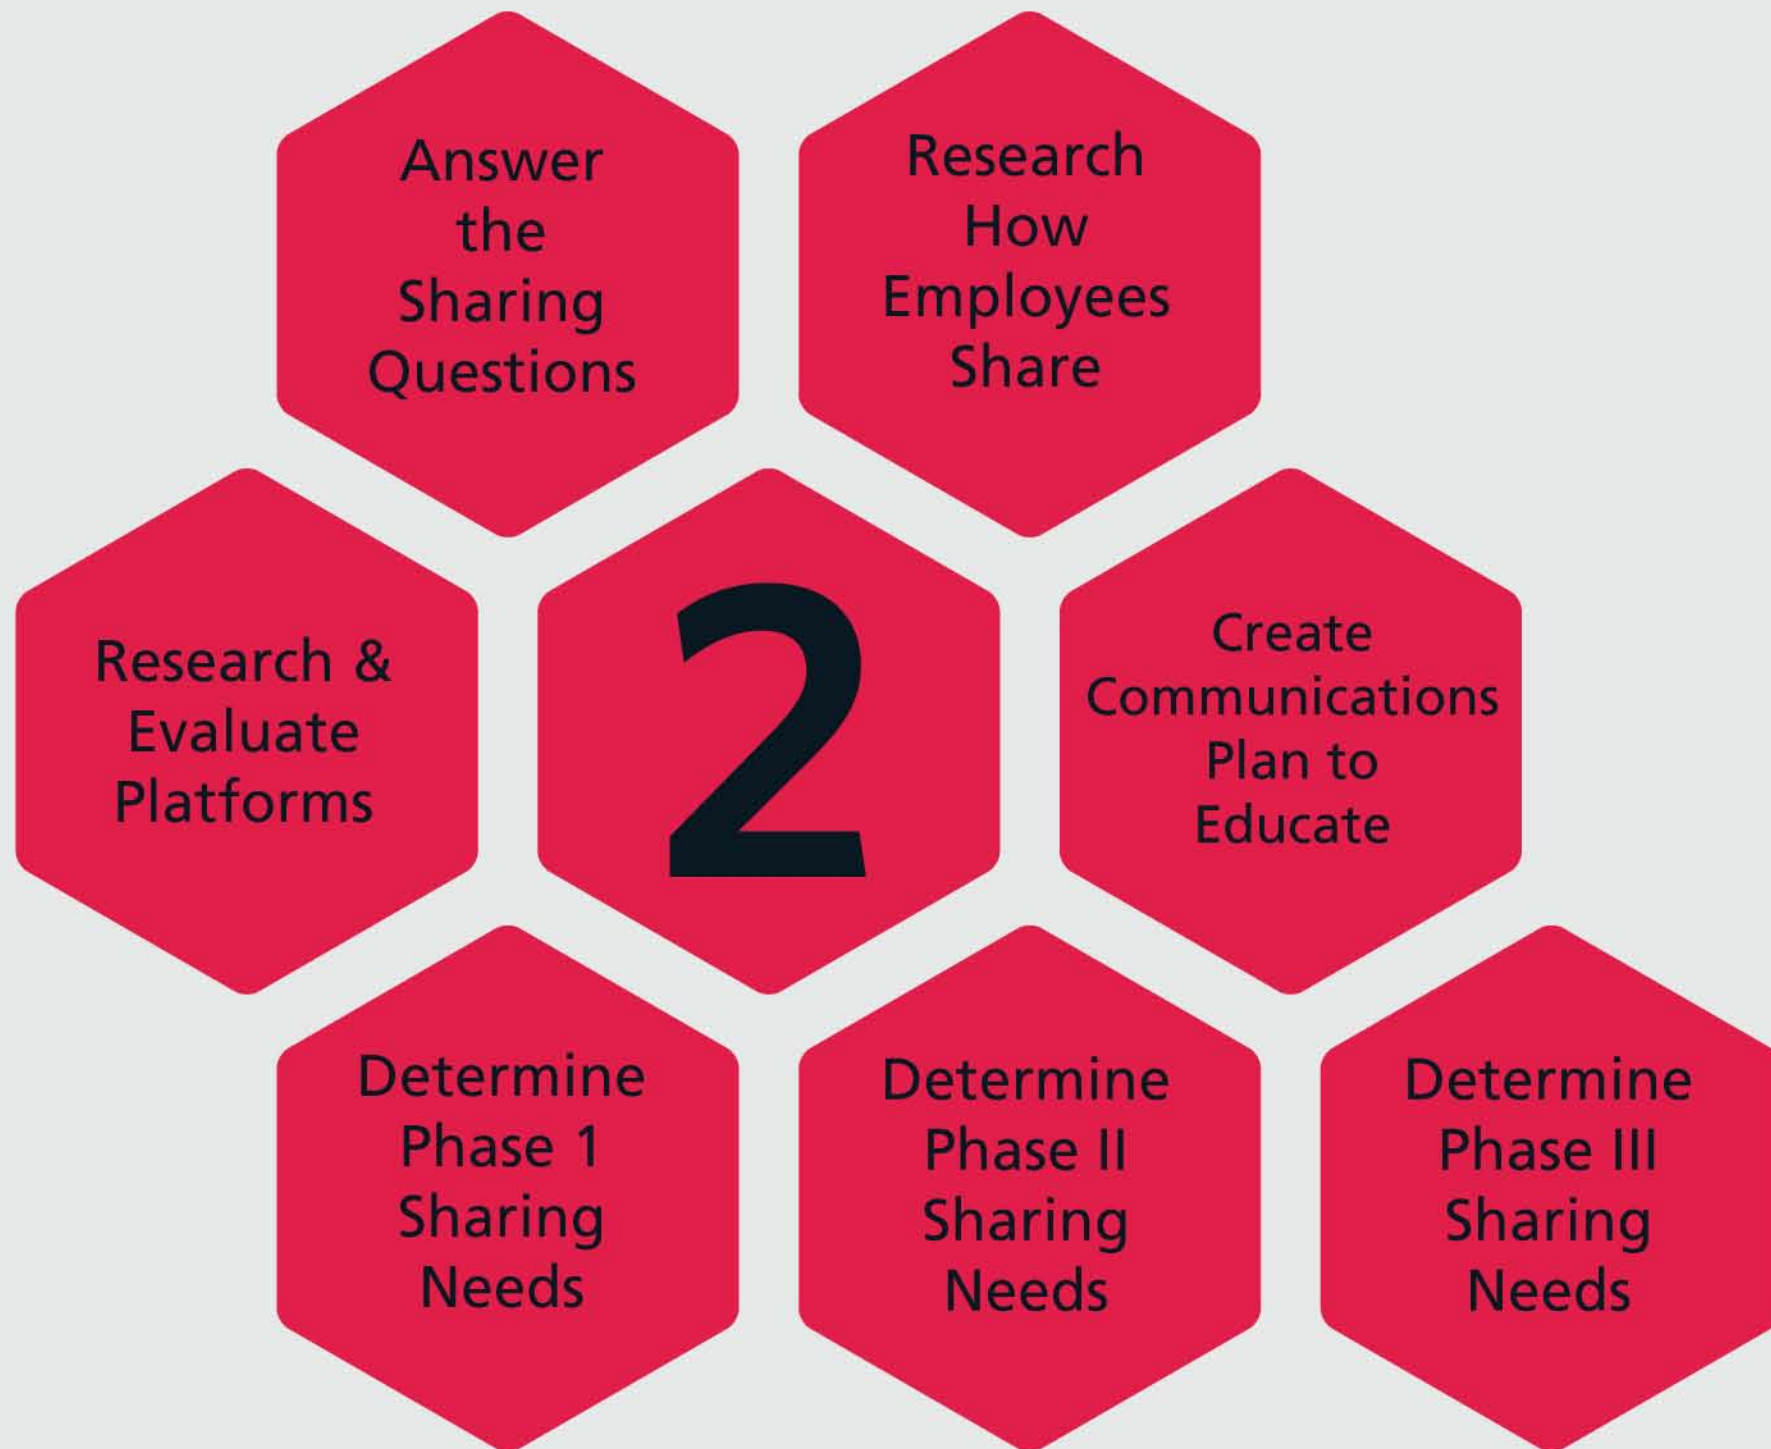 Answer
the
Sharing
Questions
Research
How
Employees
Share
Research &
Evaluate
Platforms
2
Create
Communications
Plan to
Educate
Determine
Phase 1
Sharing
Needs
Determine
Phase II
Sharing
Needs
Determine
Phase III
Sharing
Needs